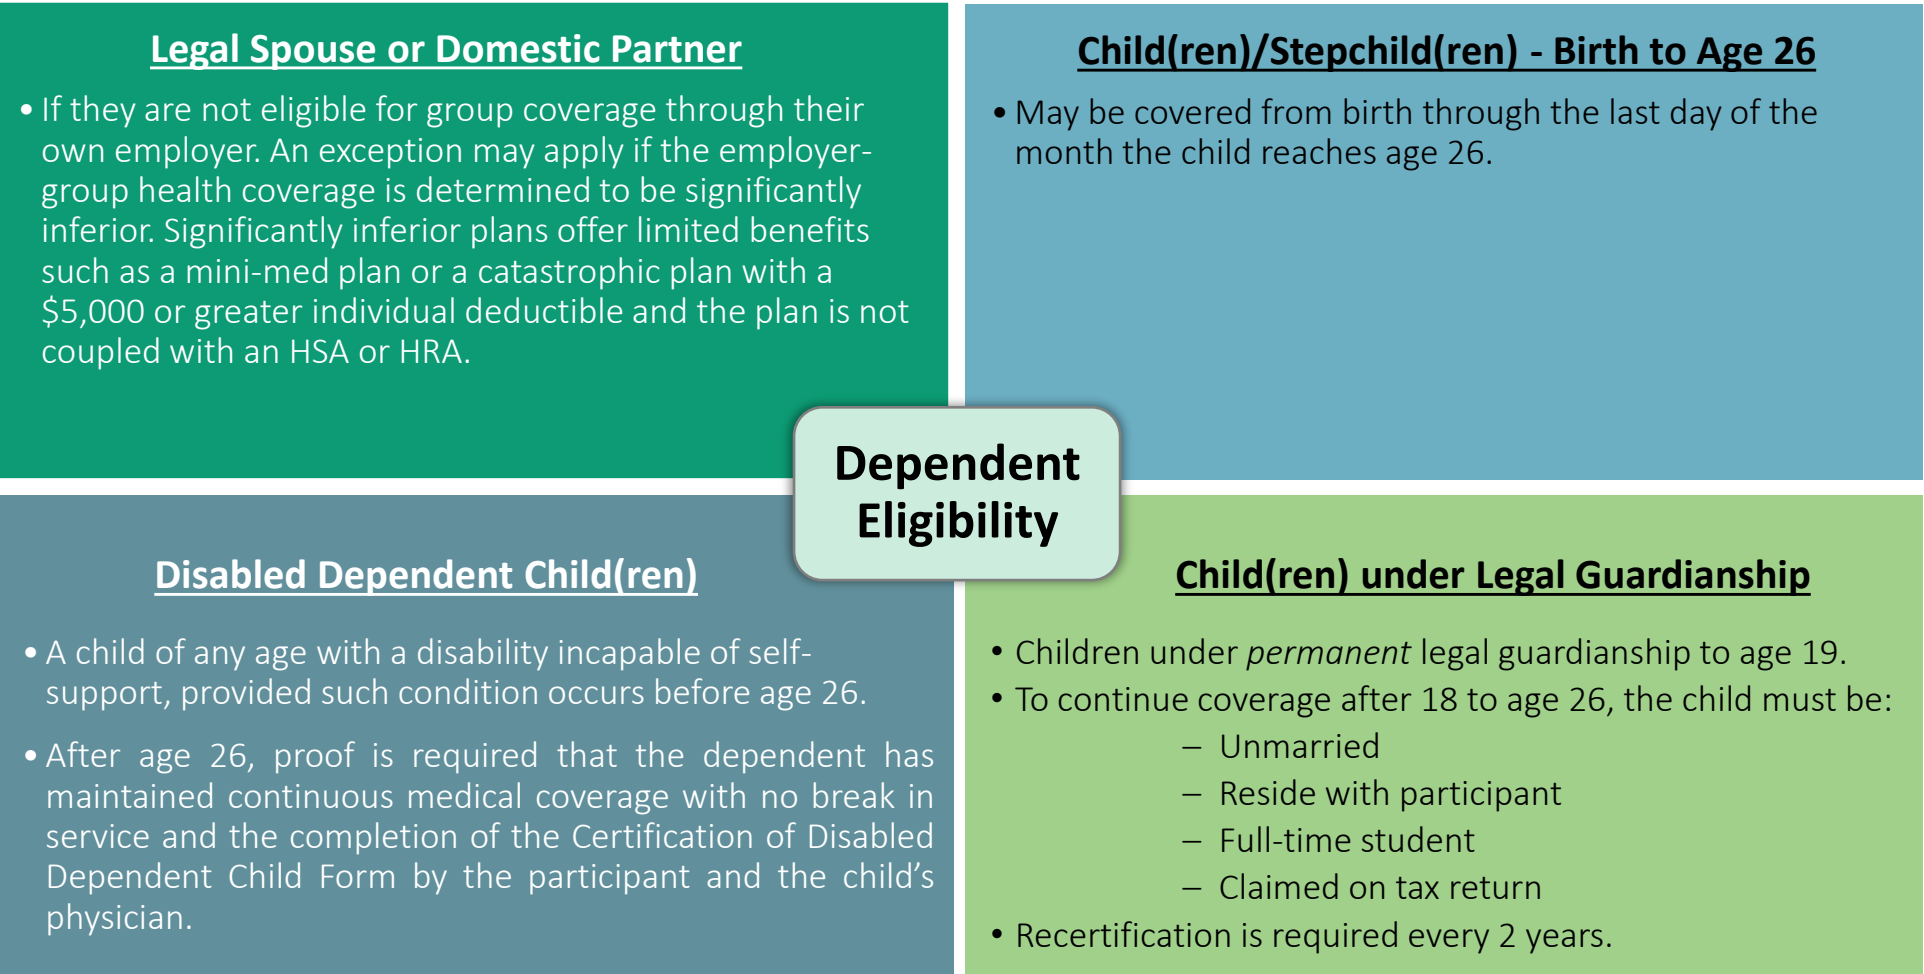 Legal Spouse or Domestic Partner
• If they are not eligible for group coverage through their
own employer. An exception may apply if the employer-
group health coverage is determined to be significantly
inferior. Significantly inferior plans offer limited benefits
such as a mini-med plan or a catastrophic plan with a
$5,000 or greater individual deductible and the plan is not
coupled with an HSA or HRA.
Child(ren)/Stepchild(ren) - Birth to Age 26
• May be covered from birth through the last day of the
month the child reaches age 26.
Dependent
Eligibility
Disabled Dependent Child(ren)
• A child of any age with a disability incapable of self-
support, provided such condition occurs before age 26.
• After age 26, proof is required that the dependent has
maintained continuous medical coverage with no break in
service and the completion of the Certification of Disabled
Dependent Child Form by the participant and the child’s
physician.
Child(ren) under Legal Guardianship
• Children under permanent legal guardianship to age 19.
• To continue coverage after 18 to age 26, the child must be:
– Unmarried
– Reside with participant
– Full-time student
– Claimed on tax return
• Recertification is required every 2 years.